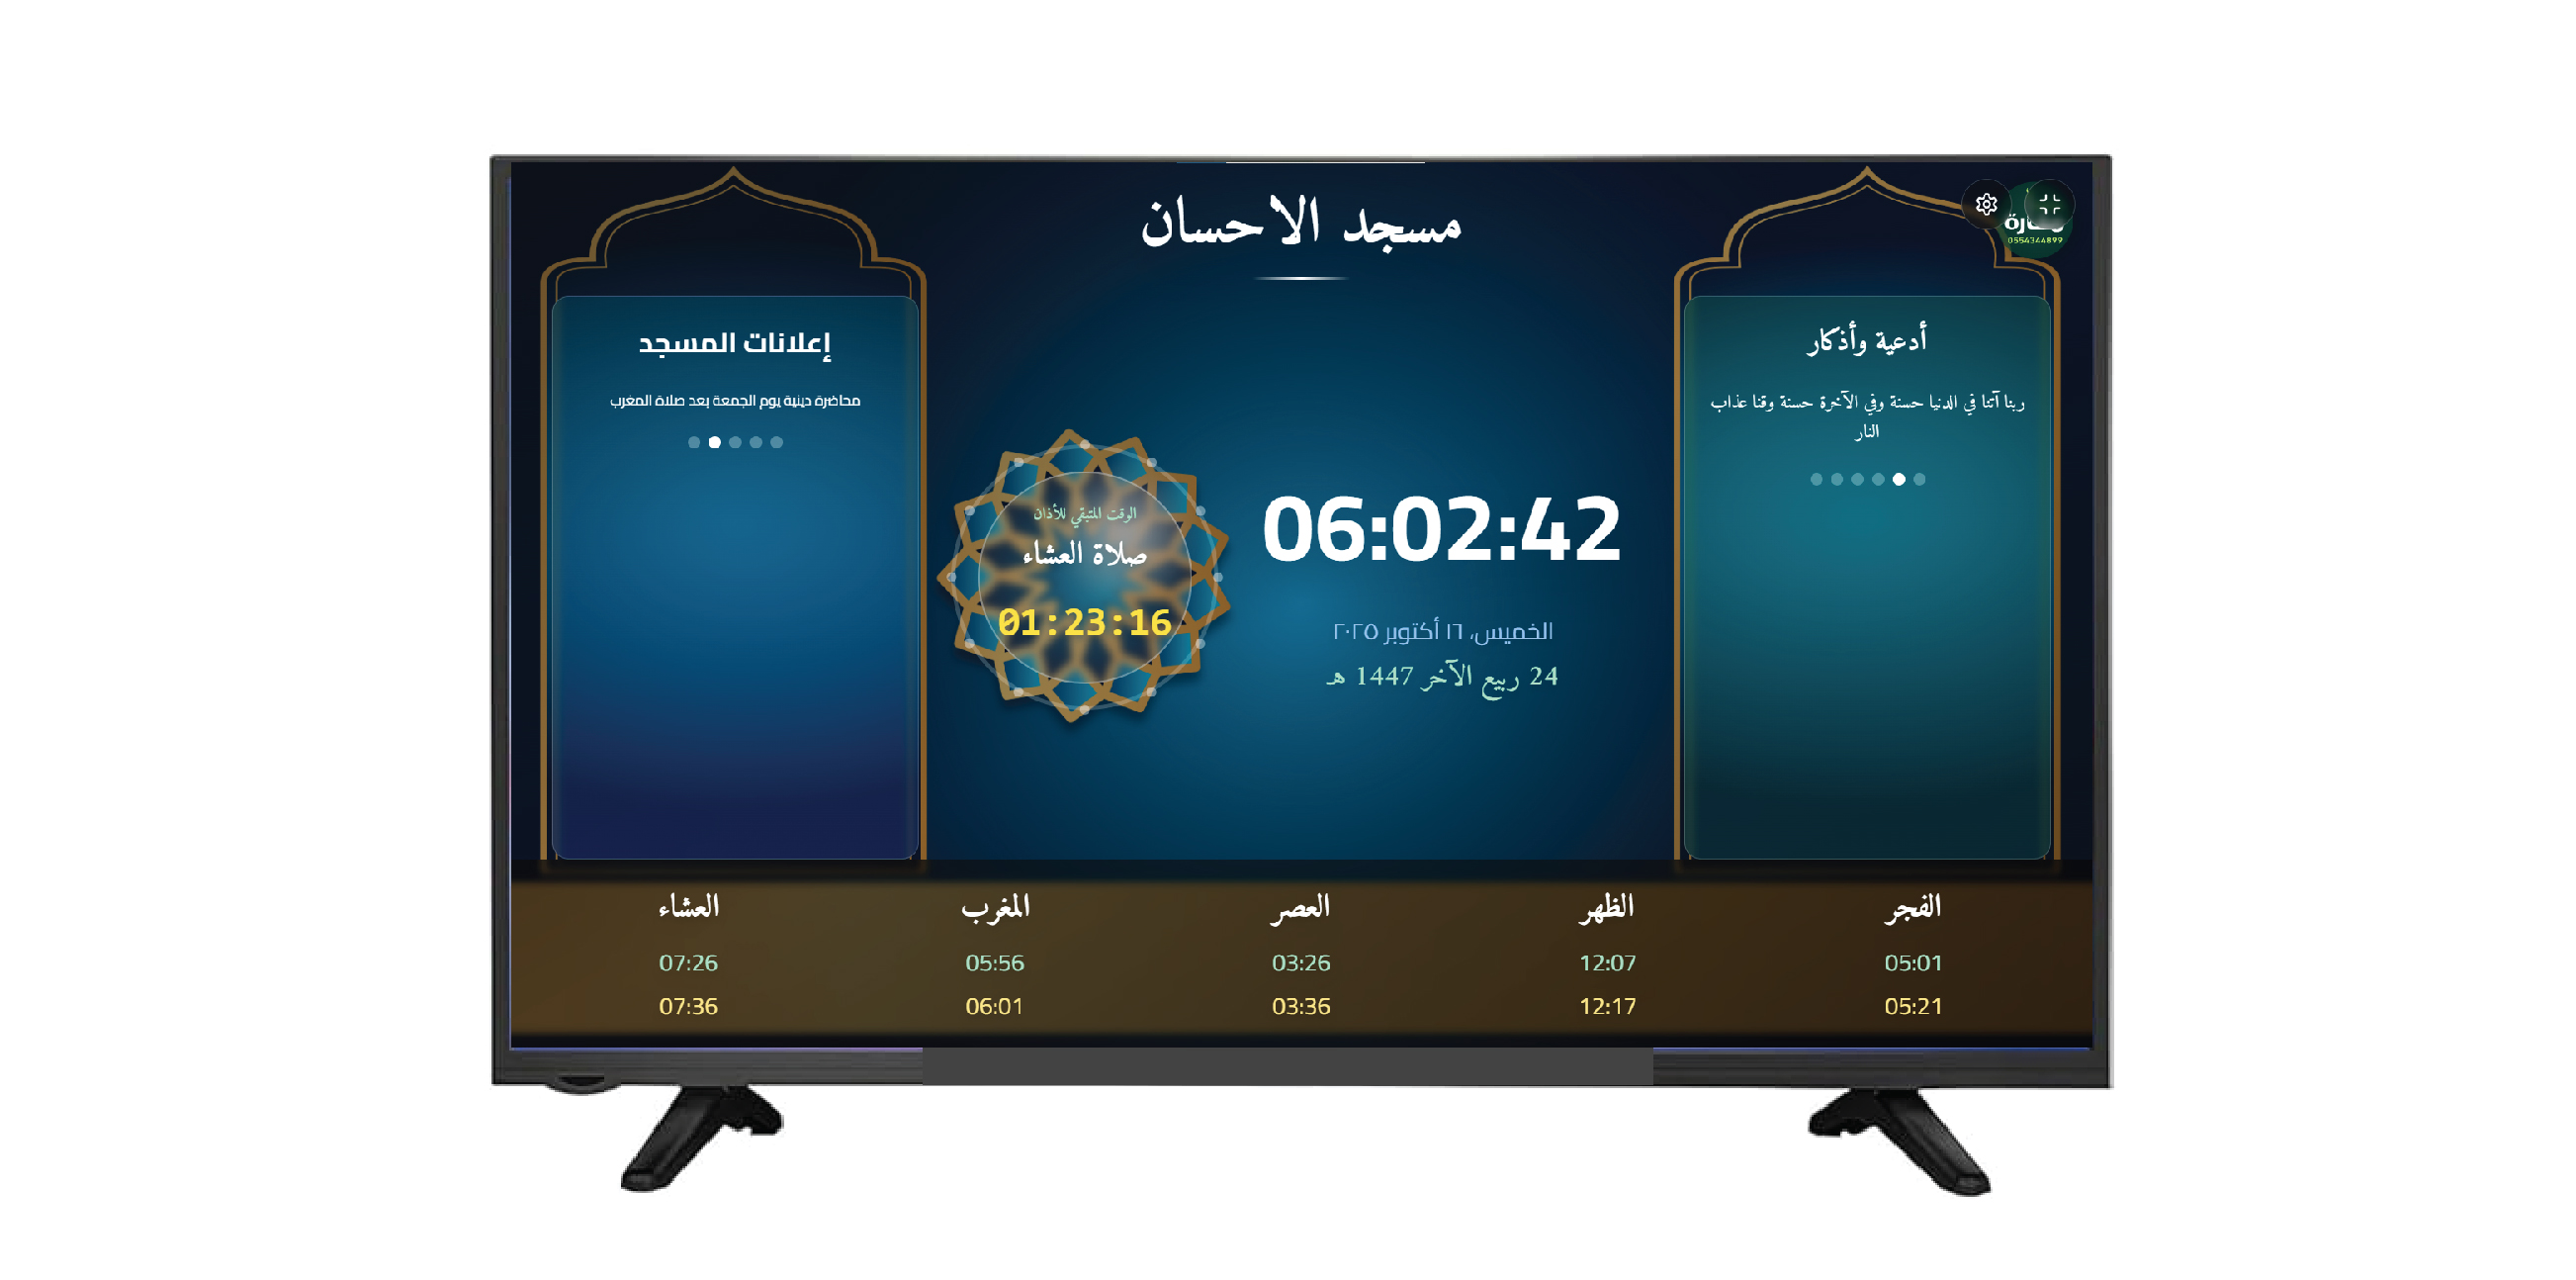 مسجد الاحسان
0554344899
أدعية وأذكار
ربنا آتنا في الدنيا حسنة وفي الآخرة حسنة وقنا عذاب
النار
06:02:42
الخميس، ١٦ أكتوبر ٢٠٢٥
24 ربيع الآخر 1447 هـ
الوقت المتبقي للأذان
صلاة العشاء
01:23:16
إعلانات المسجد
محاضرة دينية يوم الجمعة بعد صلاة المغرب
الفجر الظهر العصر المغرب العشاء
05:01 12:07 03:26 05:56 07:26
05:21 12:17 03:36 06:01 07:36